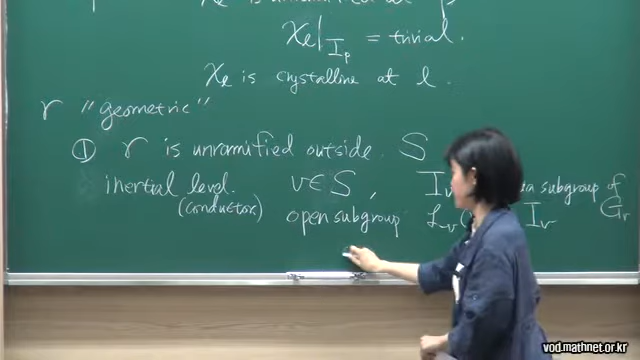 χℓ|I_p = trivial.
χℓ is crystalline at ℓ.
r "geometric"
① r is unramified outside S
inertial level. v∈S, I_v subgroup of
(conductor) open subgroup I_v G_v
vod.mathnet.or.kr